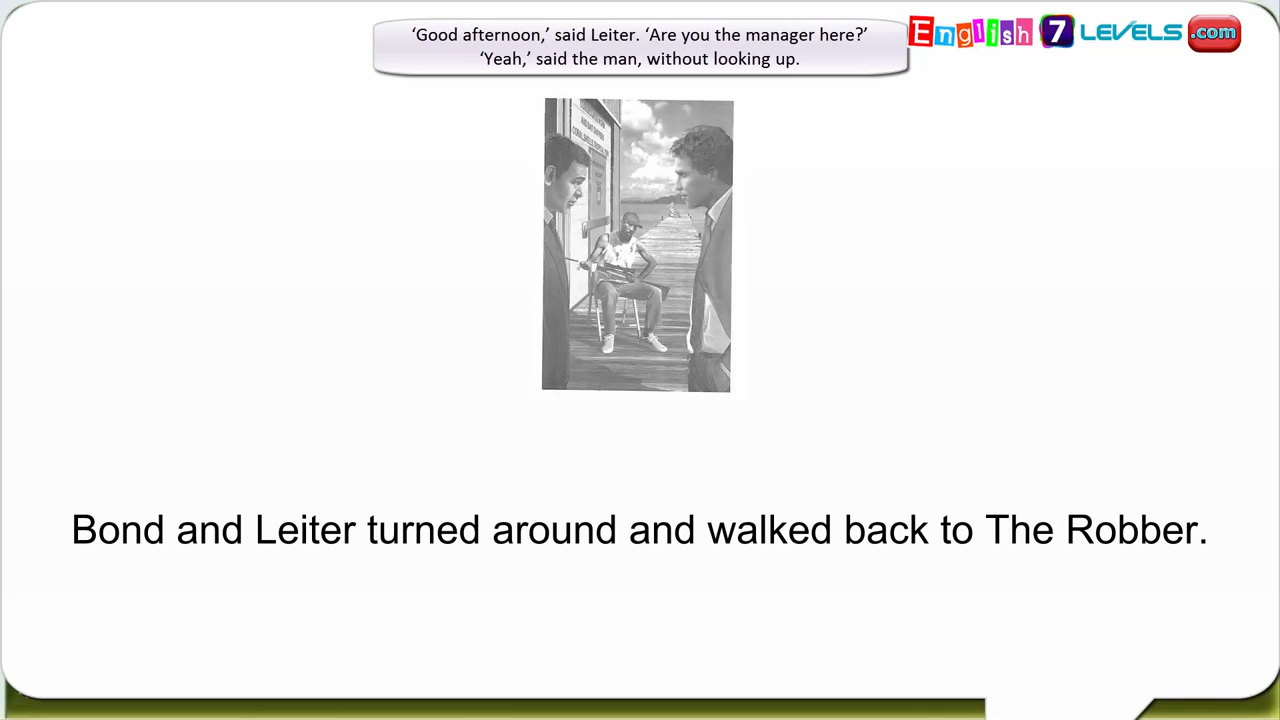 ‘Good afternoon,’ said Leiter. ‘Are you the manager here?’
‘Yeah,’ said the man, without looking up.
English 7 LEVELS .com
Bond and Leiter turned around and walked back to The Robber.